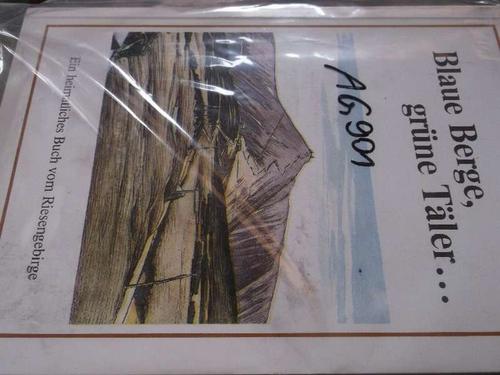 Blaue Berge,
grüne Täler...
A6,901
Ein heimatliches Buch vom Riesengebirge